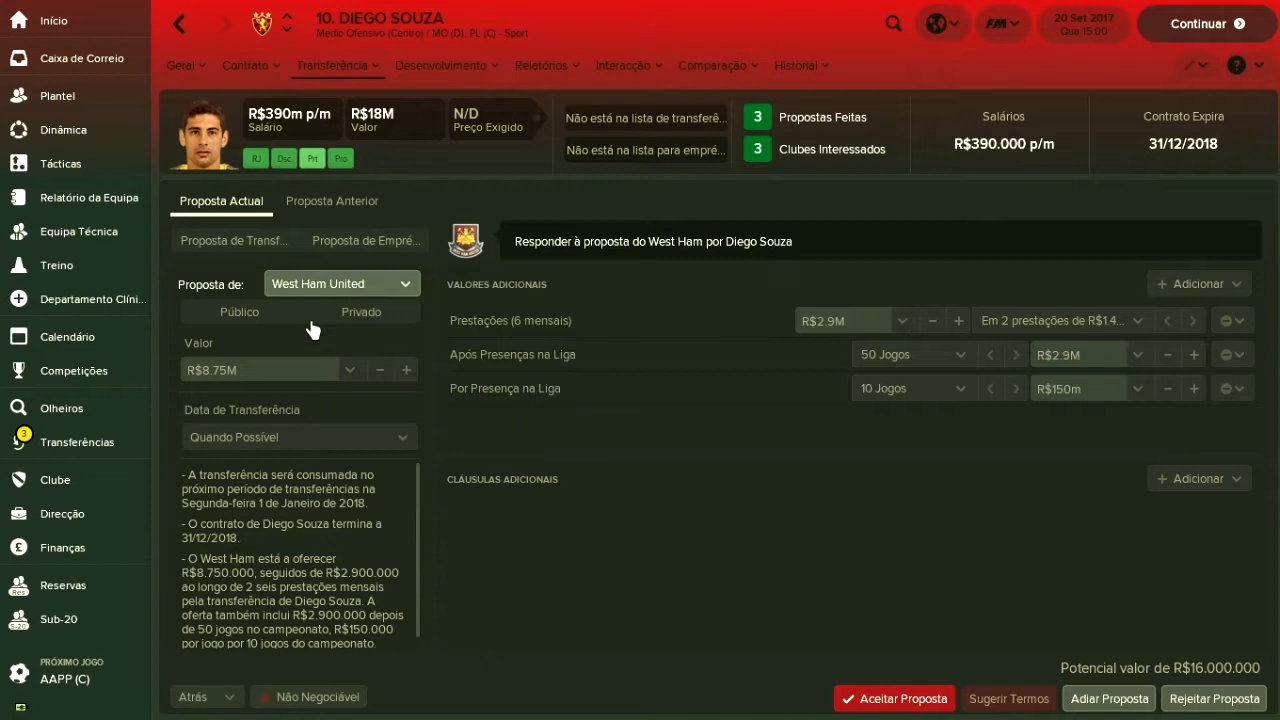 Início
Caixa de Correio
Plantel
Dinâmica
Tácticas
Relatório da Equipa
Equipa Técnica
Treino
Departamento Clíni...
Calendário
Competições
Olheiros
3
Transferências
Clube
Direcção
Finanças
Res
Reservas
Sub-20
PRÓXIMO JOGO
AAPP (C)
10. DIEGO SOUZA
Médio Ofensivo (Centro) / MO (D), PL (C) - Sport
FM
20 Set 2017
Qua 15:00
Continuar
Geral
Contrato
Transferência
Desenvolvimento
Relatórios
Interacção
Comparação
Historial
R$390m p/m
Salário
R$18M
Valor
N/D
Preço Exigido
RJ
Dsc
Prt
Pro
Não está na lista de transferê...
Não está na lista para empré...
3 Propostas Feitas
3 Clubes Interessados
Salários
R$390.000 p/m
Contrato Expira
31/12/2018
Proposta Actual
Proposta Anterior
Proposta de Transf...
Proposta de Empré...
Proposta de:
West Ham United
Público
Privado
Valor
R$8.75M
Data de Transferência
Quando Possível
- A transferência será consumada no
próximo período de transferências na
Segunda-feira 1 de Janeiro de 2018.
- O contrato de Diego Souza termina a
31/12/2018.
- O West Ham está a oferecer
R$8.750.000, seguidos de R$2.900.000
ao longo de 2 seis prestações mensais
pela transferência de Diego Souza. A
oferta também inclui R$2.900.000 depois
de 50 jogos no campeonato, R$150.000
por jogo por 10 jogos do campeonato.
Responder à proposta do West Ham por Diego Souza
VALORES ADICIONAIS
+ Adicionar
Prestações (6 mensais)
R$2.9M
Em 2 prestações de R$1.4...
Após Presenças na Liga
50 Jogos
R$2.9M
Por Presença na Liga
10 Jogos
R$150m
CLÁUSULAS ADICIONAIS
+ Adicionar
Potencial valor de R$16.000.000
Atrás
Não Negociável
Aceitar Proposta
Sugerir Termos
Adiar Proposta
Rejeitar Proposta